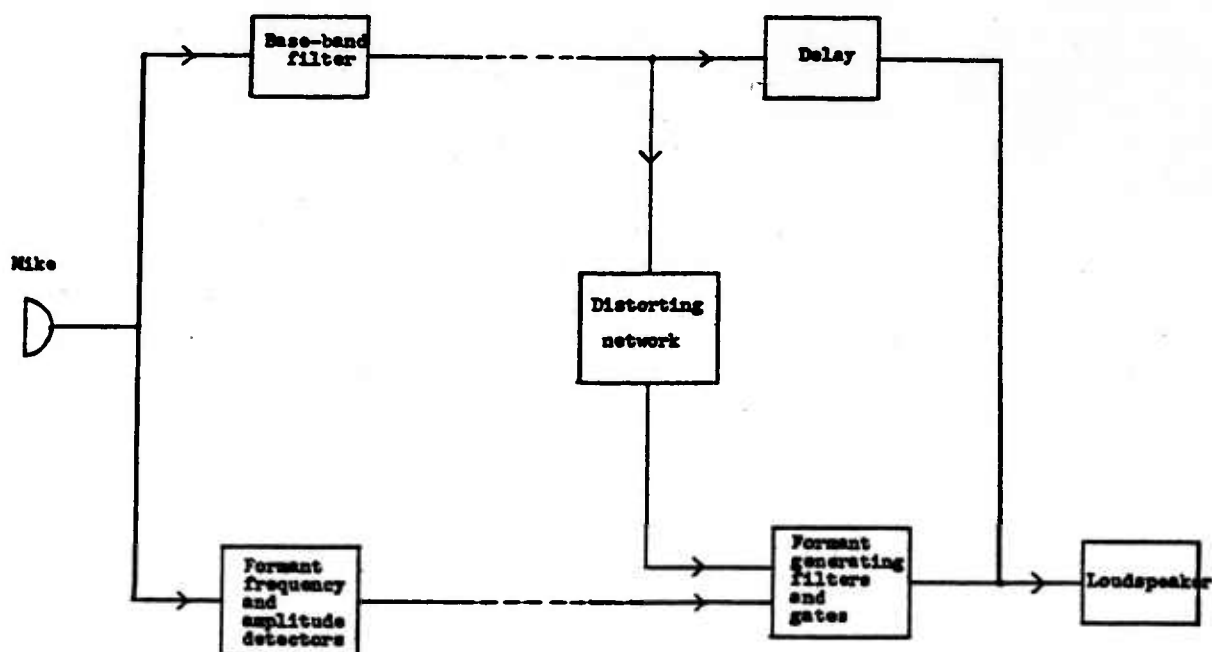 Base-band
filter
Delay
Mike
Distorting
network
Formant
frequency
and
amplitude
detectors
Formant
generating
filters
and
gates
Loudspeaker